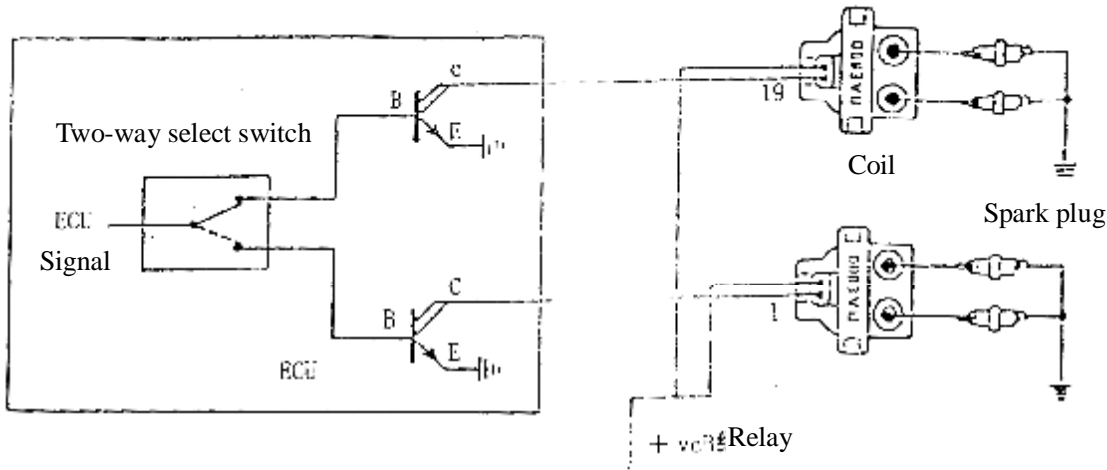 C
B
E
19
Two-way select switch
Coil
ECU
Signal
Spark plug
C
B
E
1
ECU
+
Relay